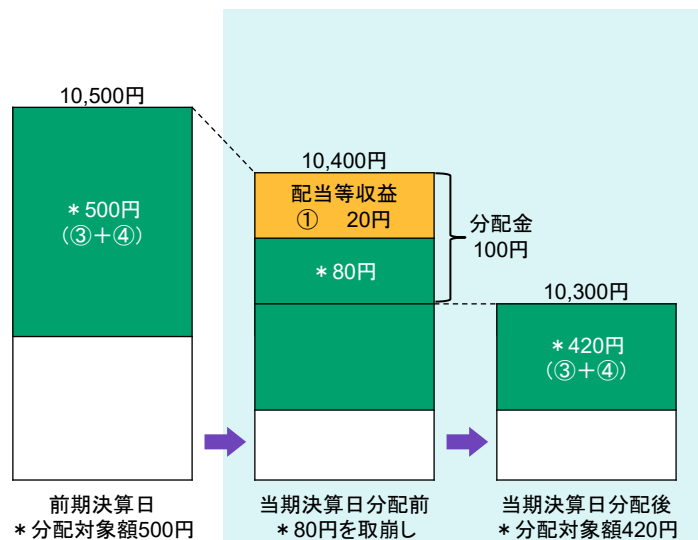 10,500円
＊500円
（③＋④）
前期決算日
＊分配対象額500円
10,400円
配当等収益
① 20円
＊80円
分配金
100円
当期決算日分配前
＊80円を取崩し
10,300円
＊420円
（③＋④）
当期決算日分配後
＊分配対象額420円